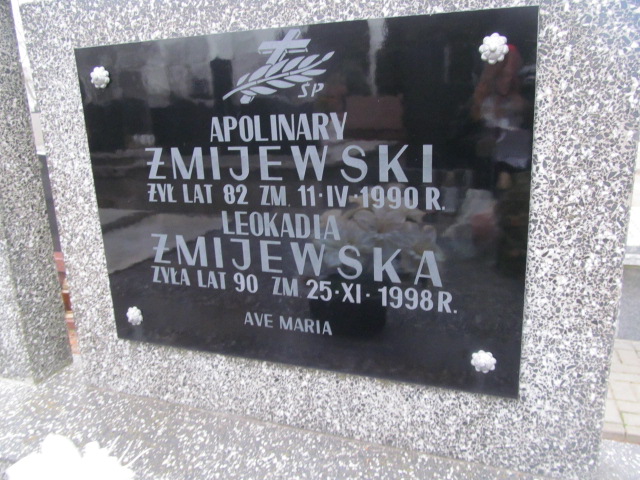 ŚP
APOLINARY
ŻMIJEWSKI
ŻYŁ LAT 82 ZM. 11·IV·1990 R.
LEOKADIA
ŻMIJEWSKA
ŻYŁA LAT 90 ZM. 25·XI·1998 R.
AVE MARIA